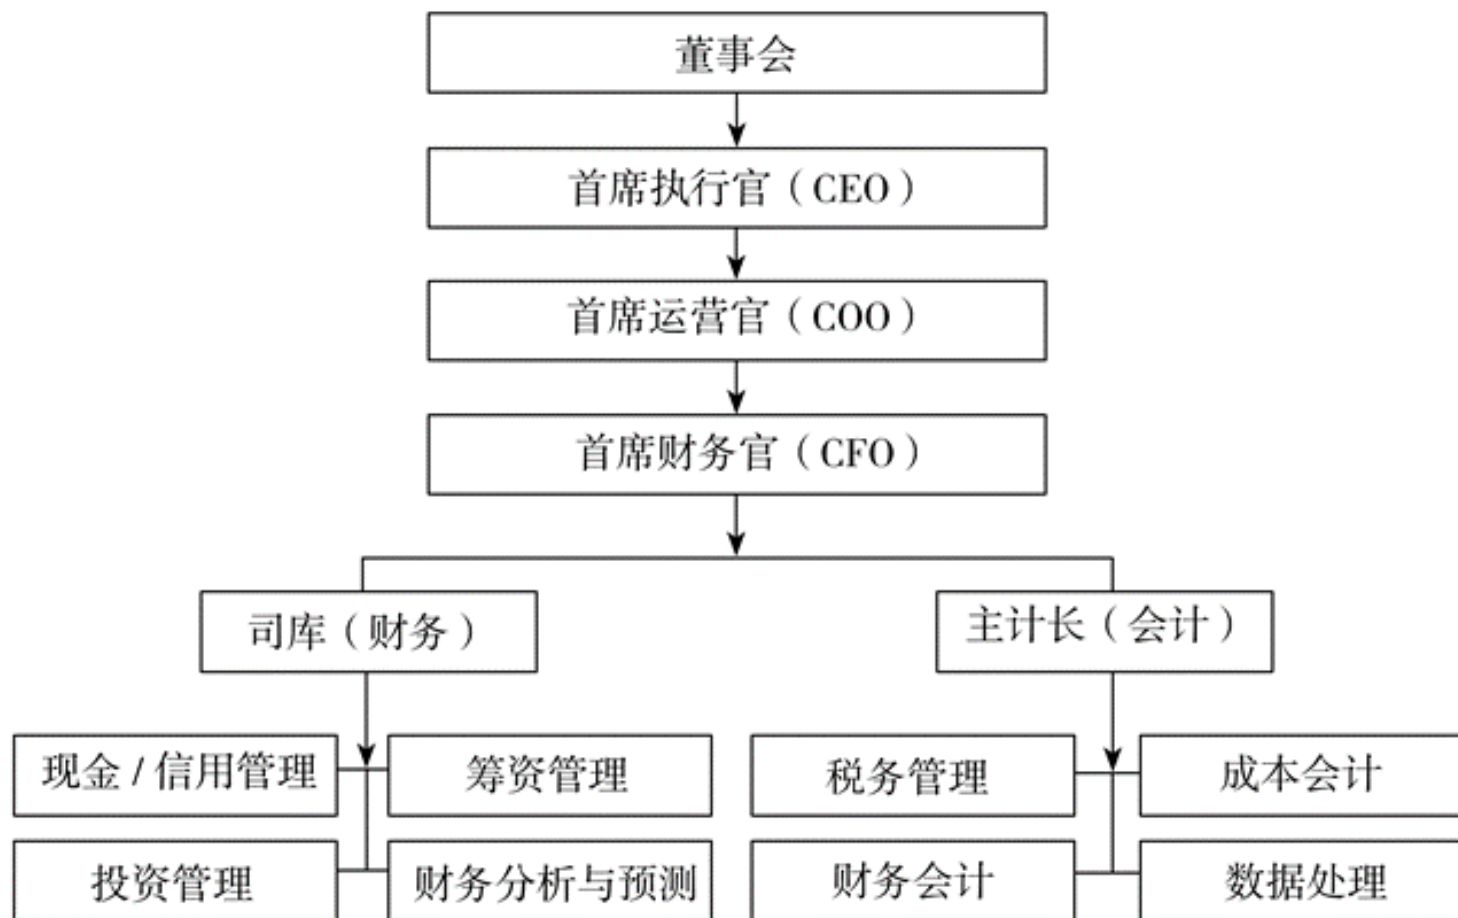 董事会
首席执行官（CEO）
首席运营官（COO）
首席财务官（CFO）
司库（财务）
主计长（会计）
现金 / 信用管理
筹资管理
税务管理
成本会计
投资管理
财务分析与预测
财务会计
数据处理